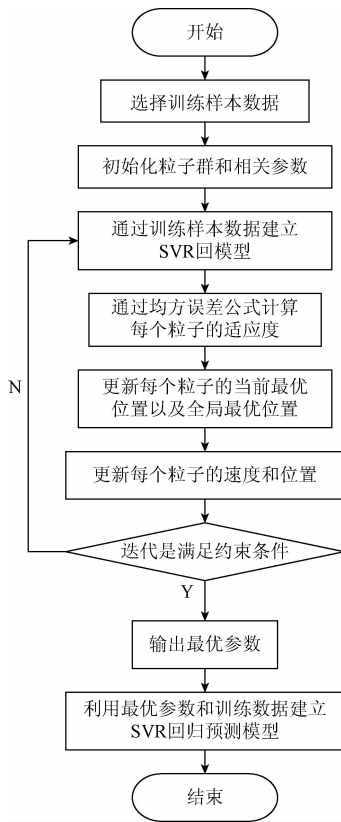 开始
选择训练样本数据
初始化粒子群和相关参数
通过训练样本数据建立
SVR回模型
通过均方误差公式计算
每个粒子的适应度
更新每个粒子的当前最优
位置以及全局最优位置
N
更新每个粒子的速度和位置
迭代是满足约束条件
Y
输出最优参数
利用最优参数和训练数据建立
SVR回归预测模型
结束